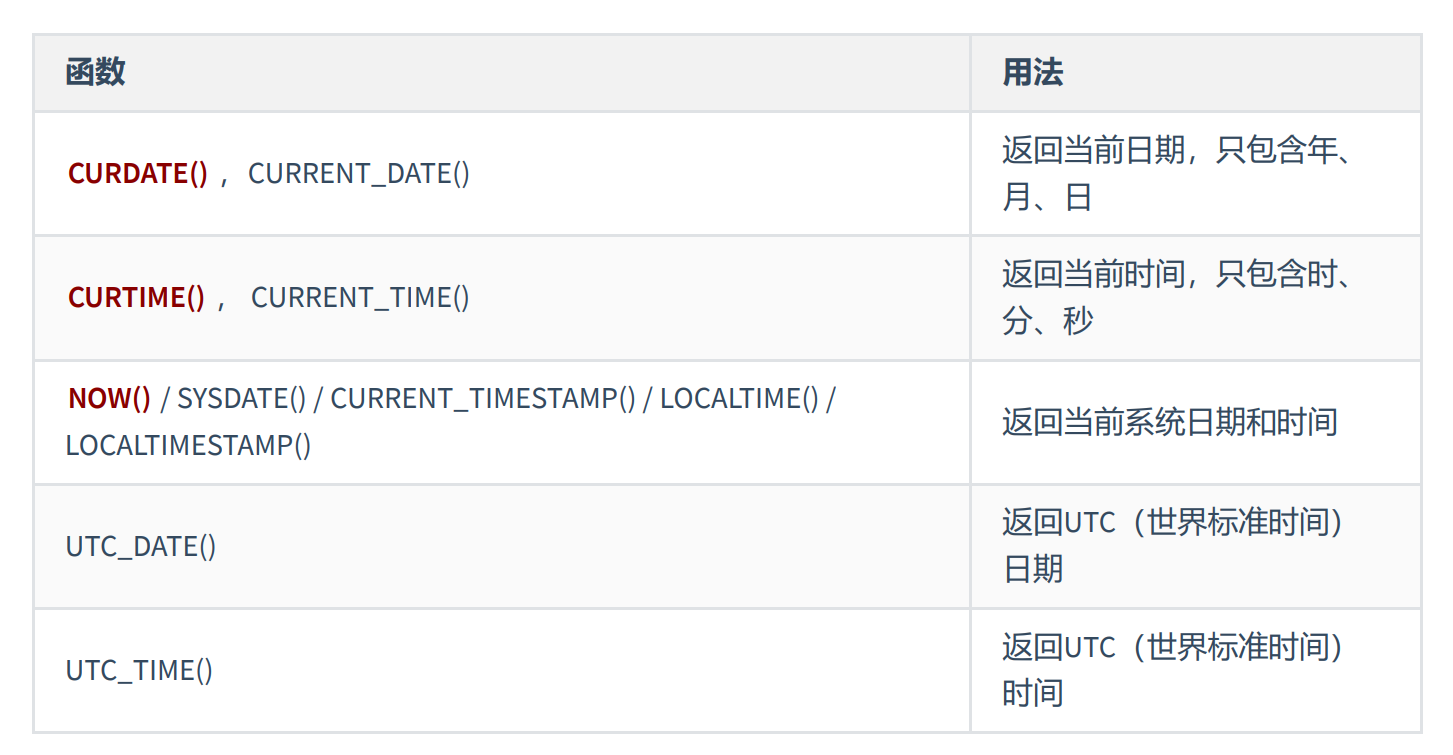 函数
用法
CURDATE() ，CURRENT_DATE()
返回当前日期，只包含年、
月、日
CURTIME() ， CURRENT_TIME()
返回当前时间，只包含时、
分、秒
NOW() / SYSDATE() / CURRENT_TIMESTAMP() / LOCALTIME() /
LOCALTIMESTAMP()
返回当前系统日期和时间
UTC_DATE()
返回UTC（世界标准时间）
日期
UTC_TIME()
返回UTC（世界标准时间）
时间